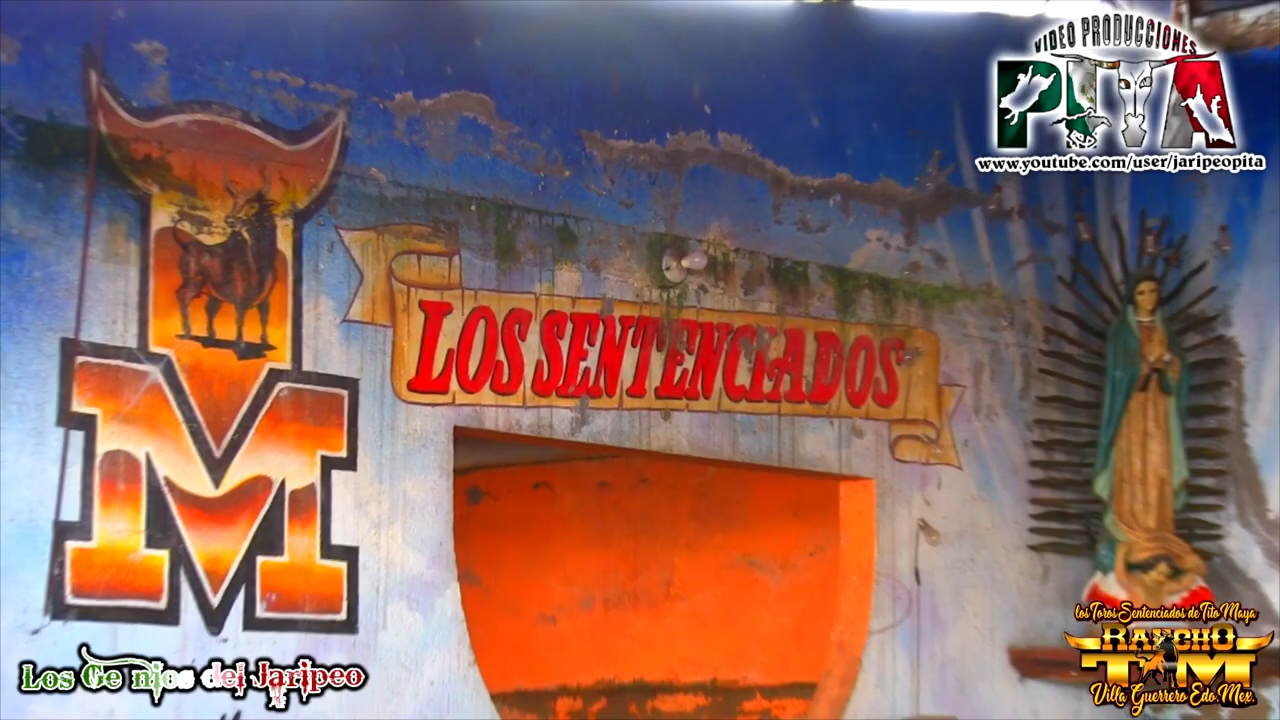 VIDEO PRODUCCIONES
PITA
www.youtube.com/user/jaripeopita
TM
LOS SENTENCIADOS
Los Genios del Jaripeo
los Toros Sentenciados de Tito Maya
RANCHO
TM
Villa Guerrero Edo. Mex.